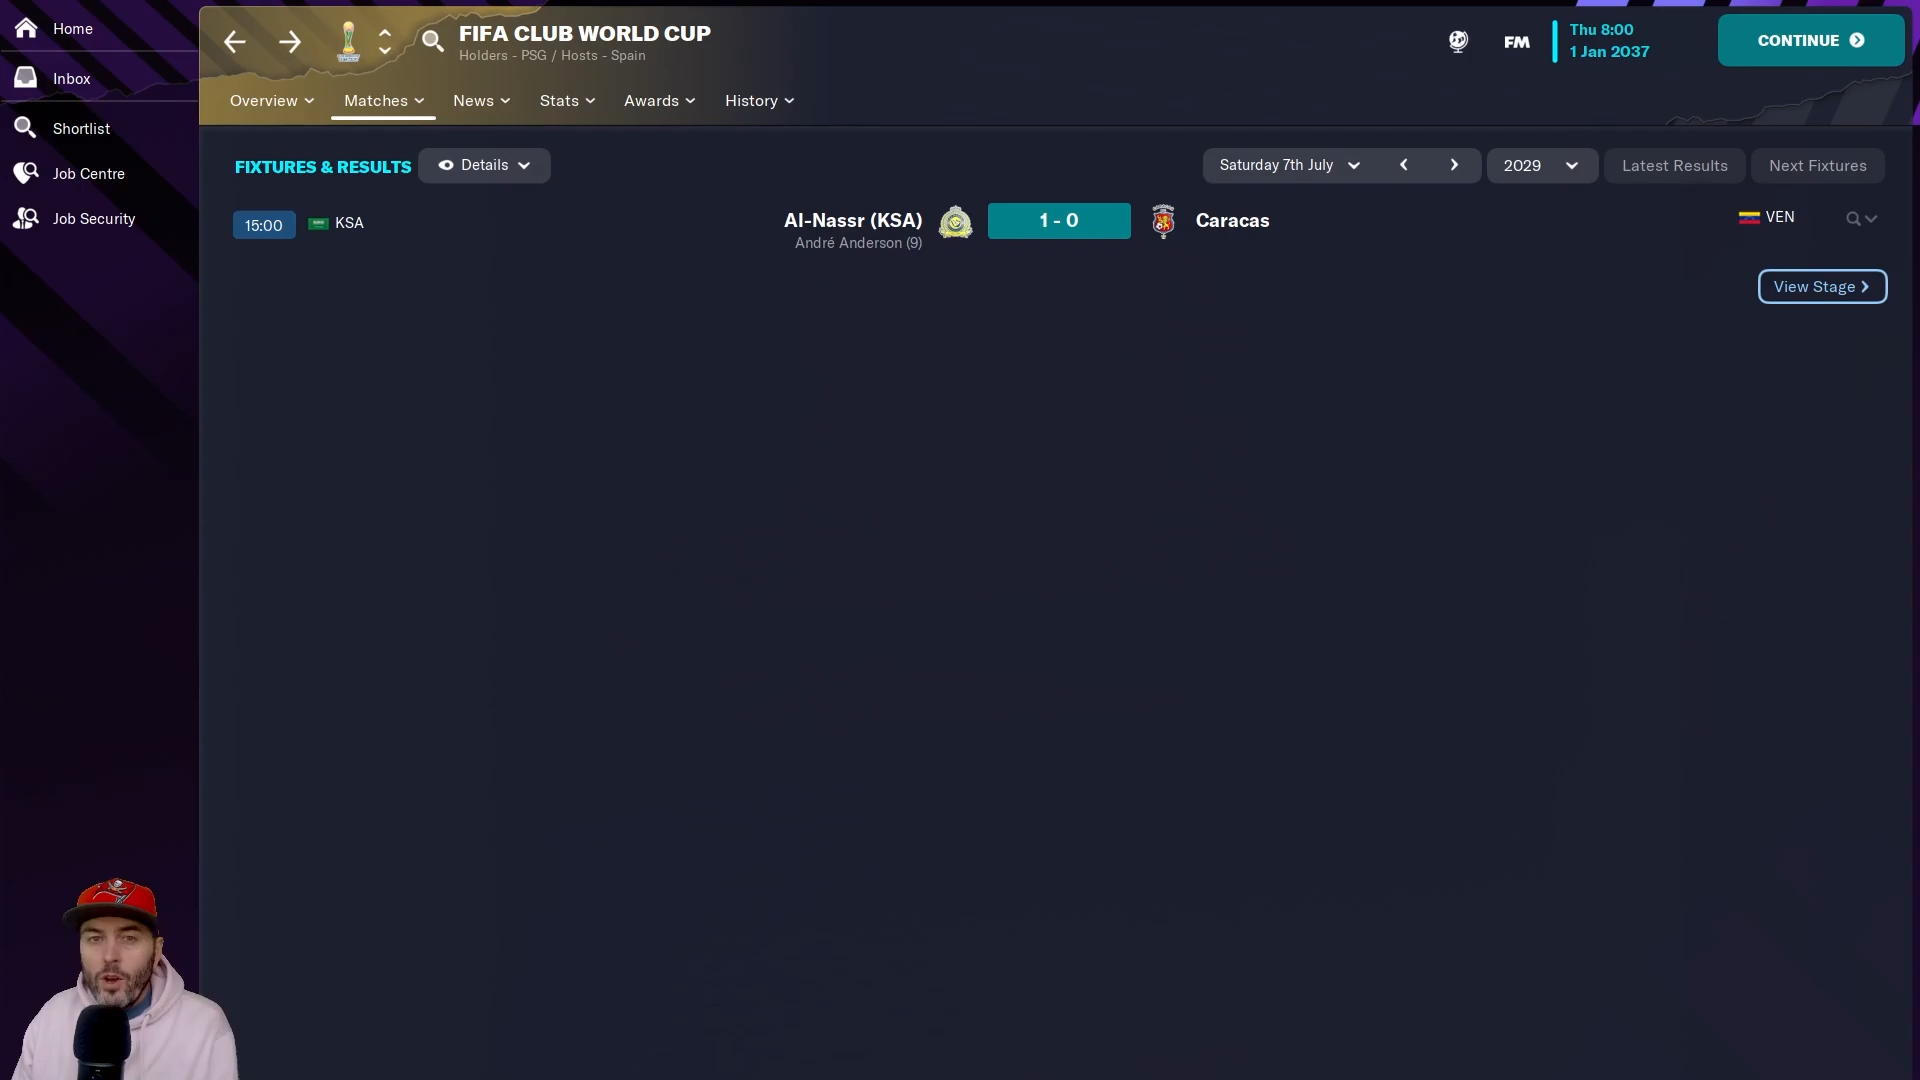 Home
Inbox
Shortlist
Job Centre
Job Security
FIFA CLUB WORLD CUP
Holders - PSG / Hosts - Spain
FM
Thu 8:00
1 Jan 2037
CONTINUE
Overview
Matches
News
Stats
Awards
History
FIXTURES & RESULTS
Details
Saturday 7th July
2029
Latest Results
Next Fixtures
15:00
KSA
Al-Nassr (KSA)
1 - 0
Caracas
VEN
André Anderson (9)
View Stage